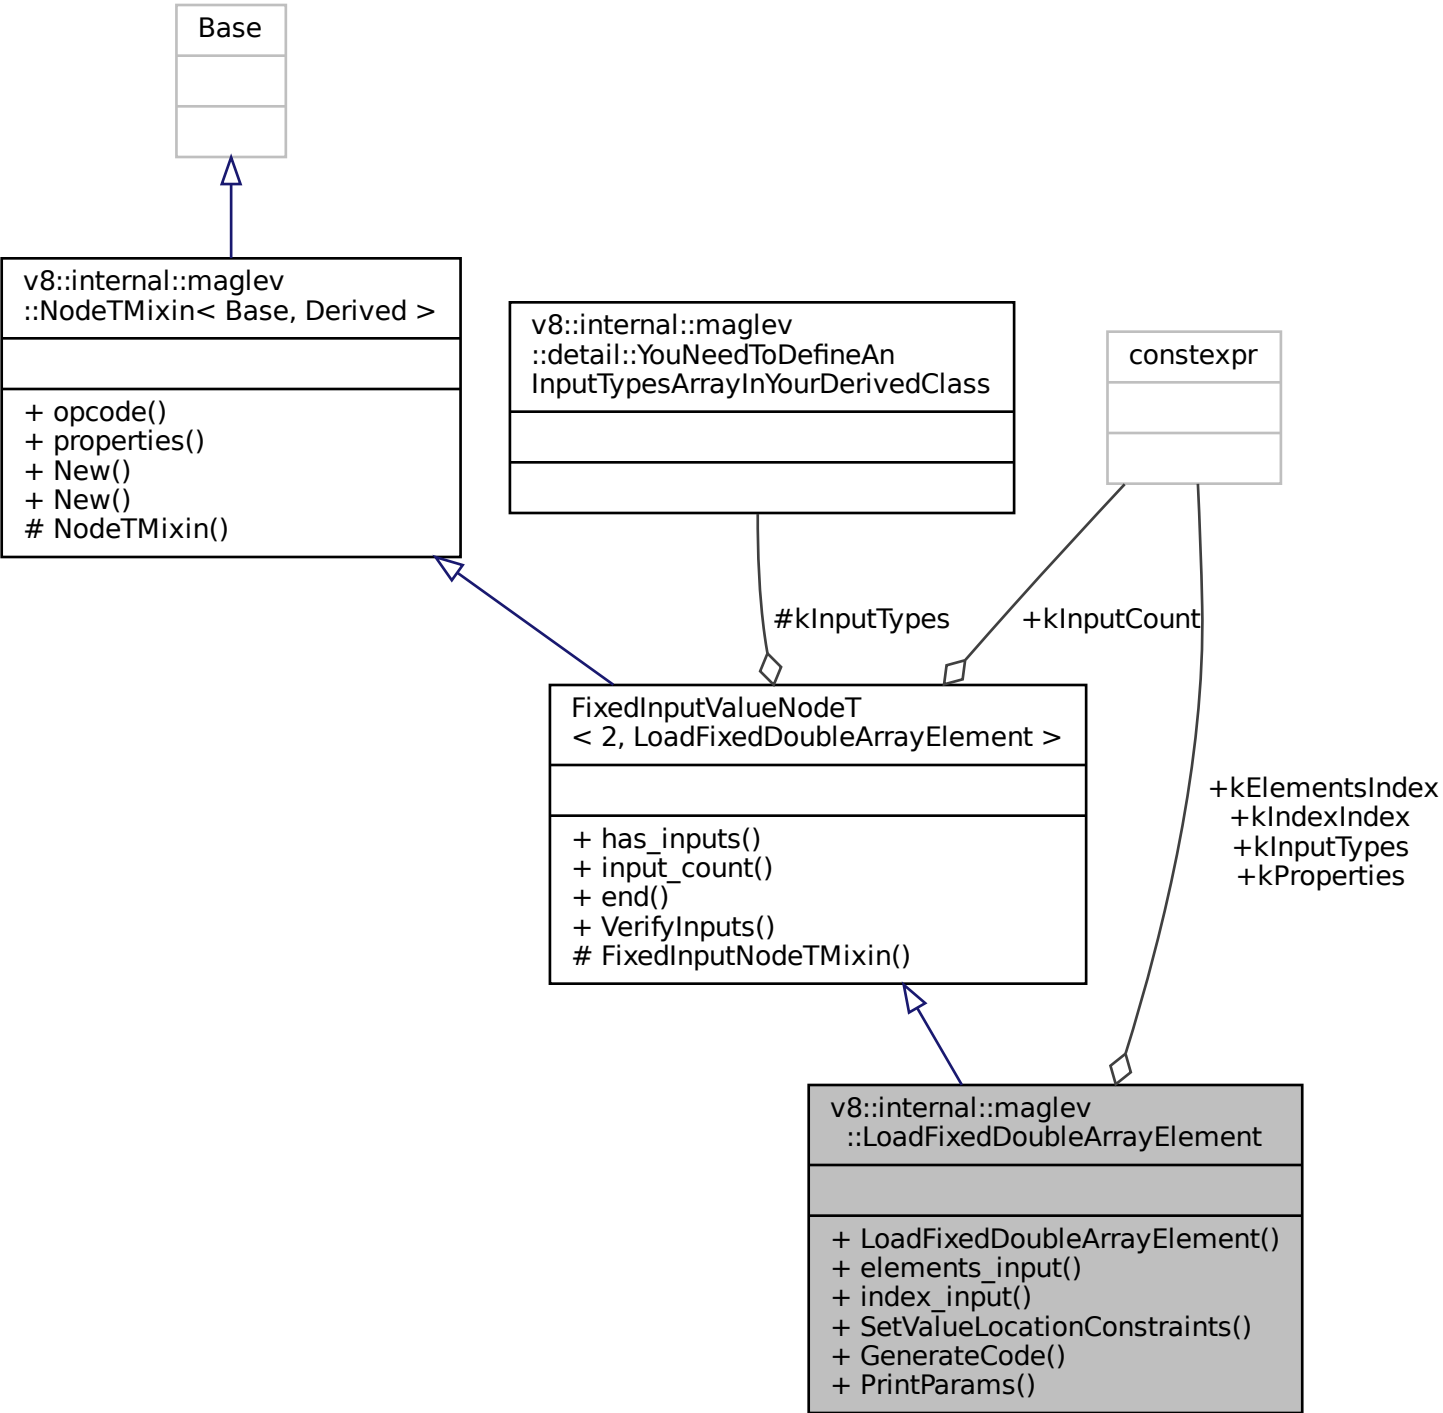 Base
v8::internal::maglev
::NodeTMixin< Base, Derived >
+ opcode()
+ properties()
+ New()
+ New()
# NodeTMixin()
v8::internal::maglev
::detail::YouNeedToDefineAn
InputTypesArrayInYourDerivedClass
constexpr
#kInputTypes
+kInputCount
FixedInputValueNodeT
< 2, LoadFixedDoubleArrayElement >
+ has_inputs()
+ input_count()
+ end()
+ VerifyInputs()
# FixedInputNodeTMixin()
+kElementsIndex
+kIndexIndex
+kInputTypes
+kProperties
v8::internal::maglev
::LoadFixedDoubleArrayElement
+ LoadFixedDoubleArrayElement()
+ elements_input()
+ index_input()
+ SetValueLocationConstraints()
+ GenerateCode()
+ PrintParams()